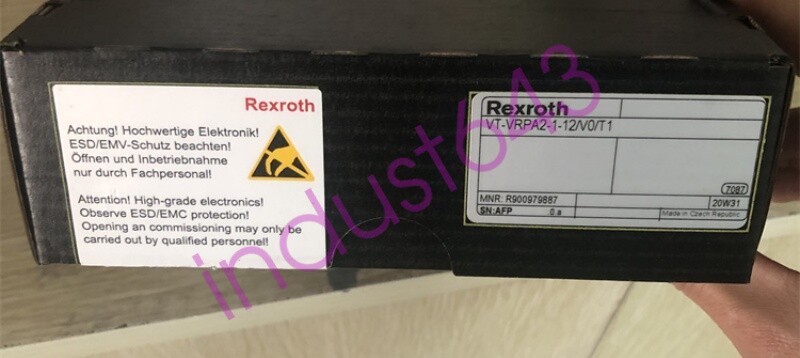 Rexroth
Achtung! Hochwertige Elektronik!
ESD/EMV-Schutz beachten!
Öffnen und Inbetriebnahme
nur durch Fachpersonal!
Attention! High-grade electronics!
Observe ESD/EMC protection!
Opening an commissioning may only be
carried out by qualified personnel!
Rexroth
VT-VRPA2-1-12/V0/T1
7087
MNR: R900979887
20W31
SN:AFP
Made in Czech Republic
indust643